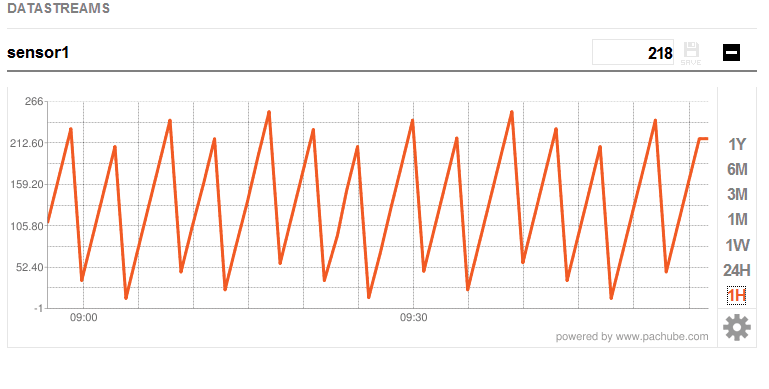 DATASTREAMS
sensor1
218
SAVE
266
212.60
159.20
105.80
52.40
-1
09:00
09:30
1Y
6M
3M
1M
1W
24H
1H
powered by www.pachube.com